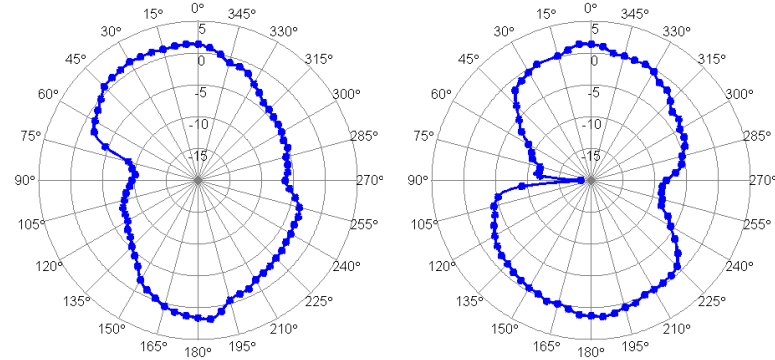 0° 0°
15° 345° 15° 345°
30° 330° 30° 330°
5 5
45° 315° 45° 315°
0 0
60° 300° 60° 300°
-5 -5
75° 285° 75° 285°
-10 -10
-15 -15
90° 270° 90° 270°
105° 255° 105° 255°
120° 240° 120° 240°
135° 225° 135° 225°
150° 210° 150° 210°
165° 195° 165° 195°
180° 180°